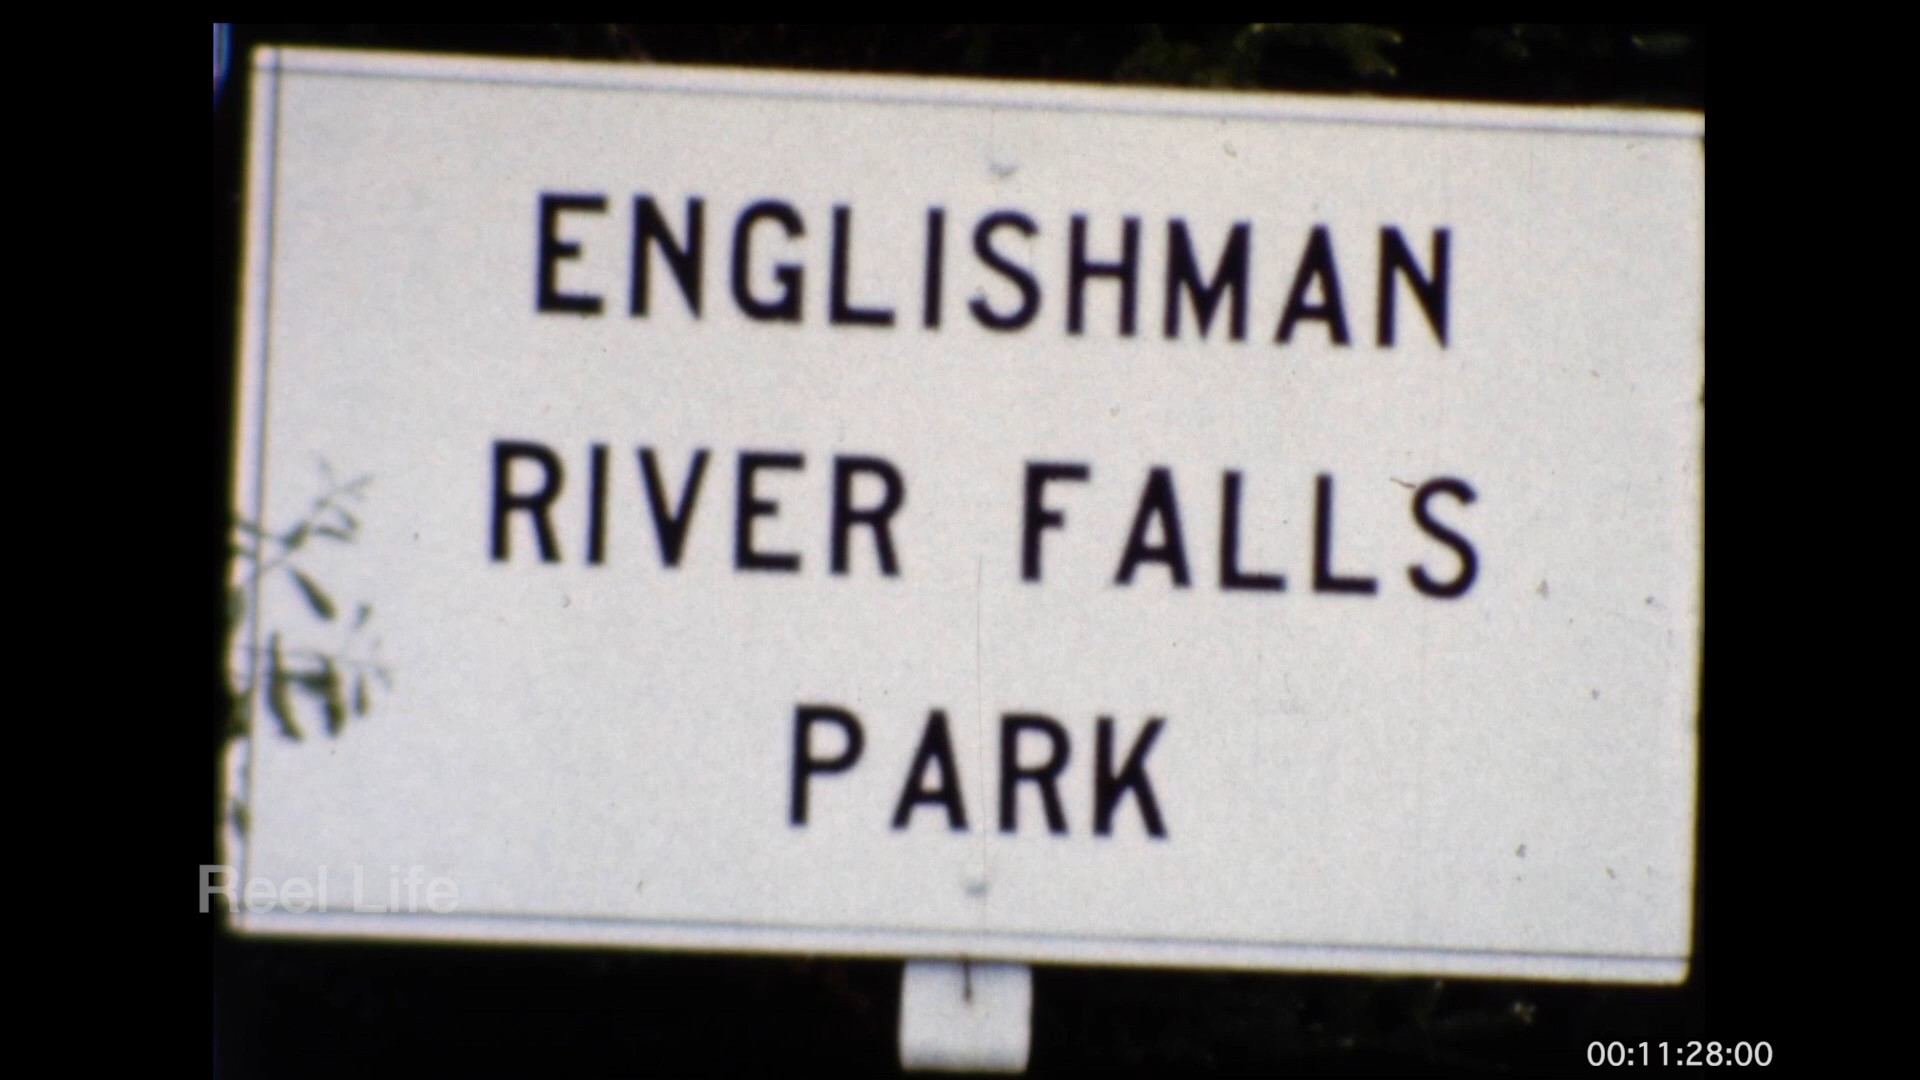 ENGLISHMAN
RIVER FALLS
PARK
Reel Life
00:11:28:00